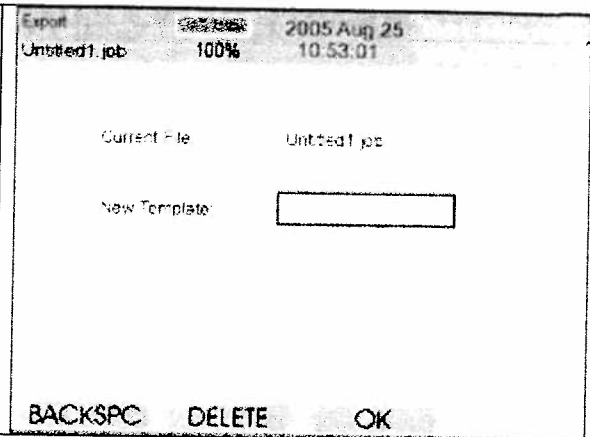 Export 2005 Aug 25
Untitled1.job 100% 10:53:01
Current File Untitled1.job
New Template:
BACKSPC DELETE OK